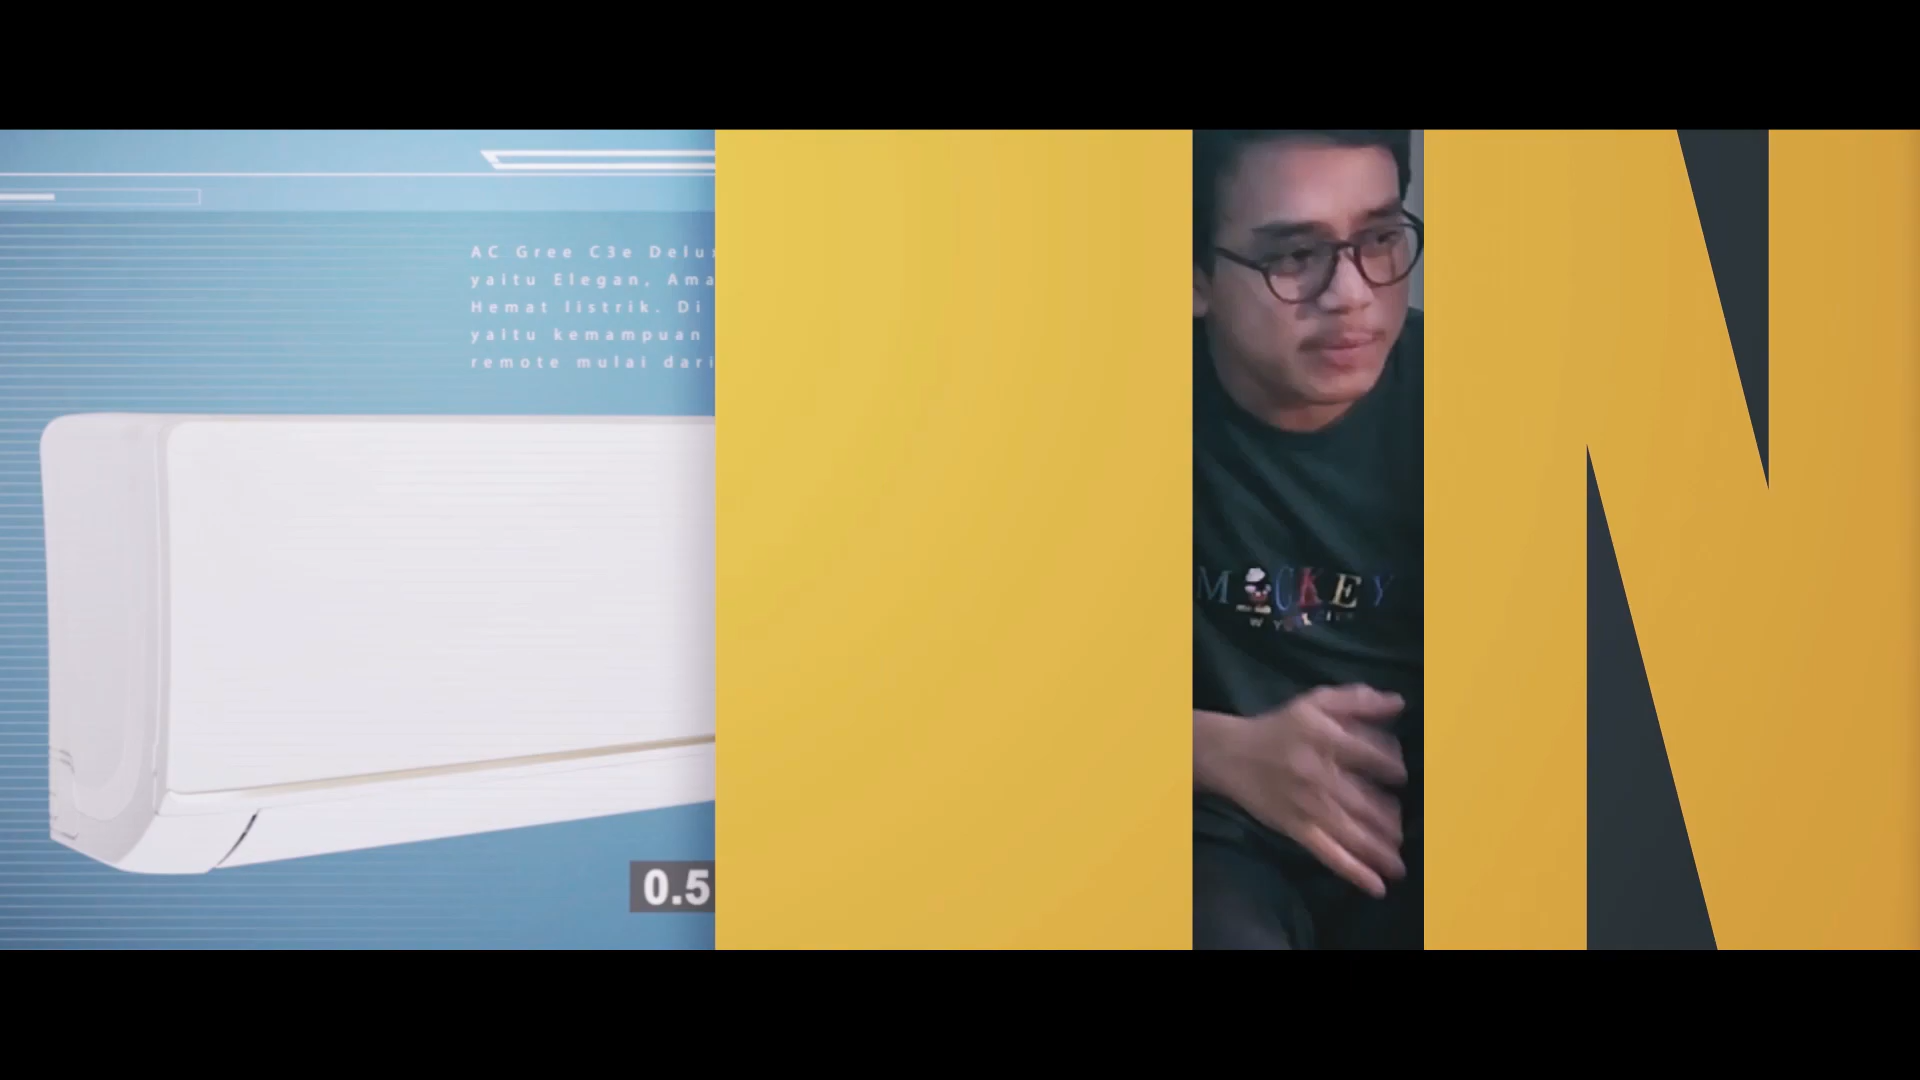 AC Gree C3e Delu
yaitu Elegan, Ama
Hemat listrik. Di
yaitu kemampuan
remote mulai dari
0.5
MICKEY
N